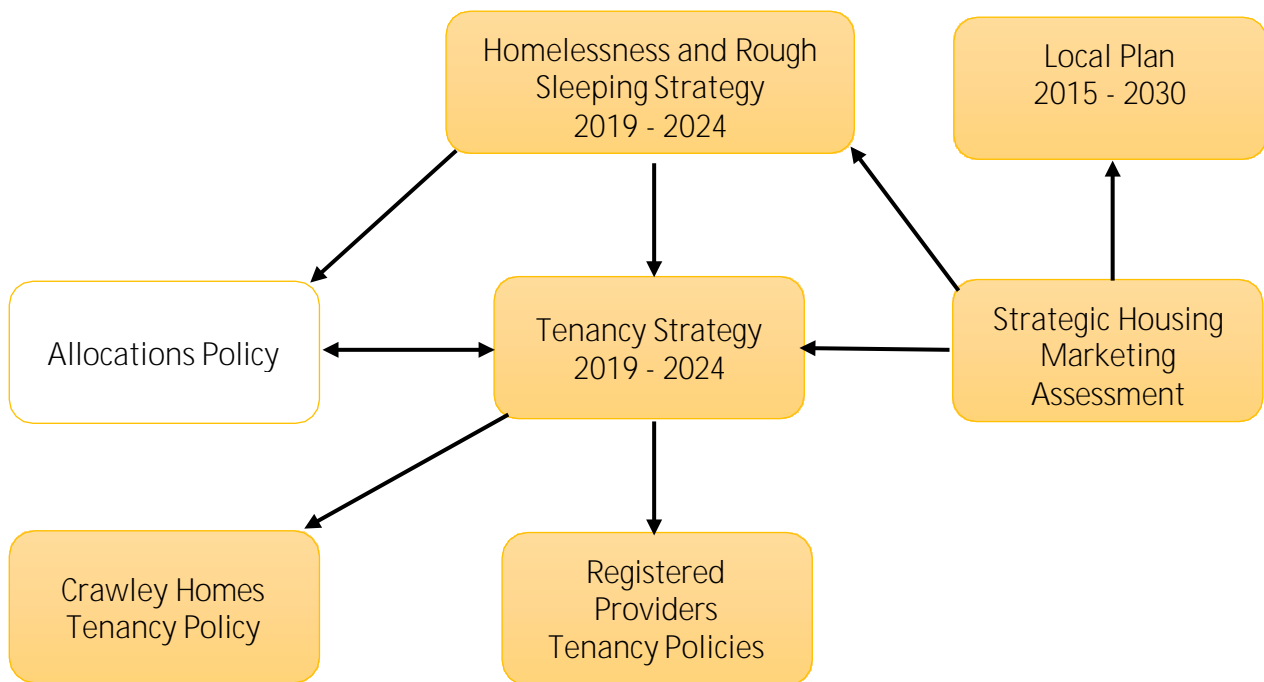 Homelessness and Rough
Sleeping Strategy
2019 - 2024
Local Plan
2015 - 2030
Allocations Policy
Tenancy Strategy
2019 - 2024
Strategic Housing
Marketing
Assessment
Crawley Homes
Tenancy Policy
Registered
Providers
Tenancy Policies